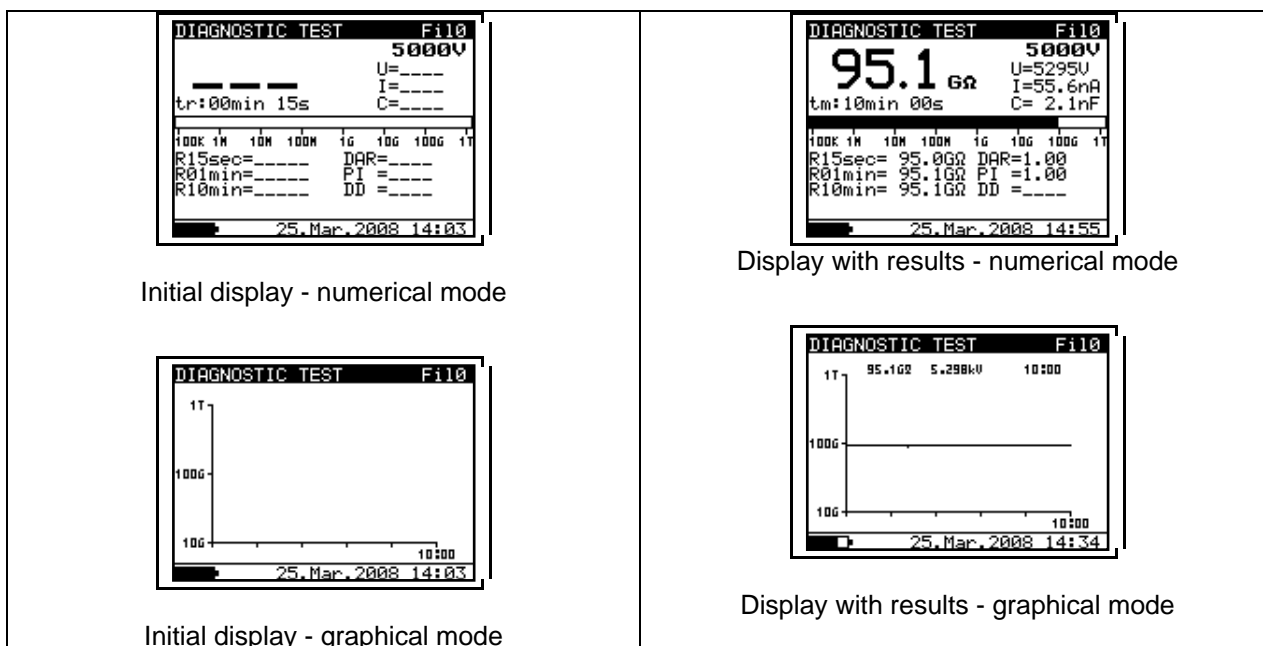 DIAGNOSTIC TEST Fil0
5000V
U=____
I=____
tr:00min 15s C=____
100K 1M 10M 100M 1G 10G 100G 1T
R15sec=_____ DAR=____
R01min=_____ PI =____
R10min=_____ DD =____
25.Mar.2008 14:03
Initial display - numerical mode
DIAGNOSTIC TEST Fil0
1T
100G
10G
10:00
25.Mar.2008 14:03
Initial display - graphical mode
DIAGNOSTIC TEST Fil0
5000V
95.1 GΩ U=5295V
I=55.6nA
tm:10min 00s C= 2.1nF
100K 1M 10M 100M 1G 10G 100G 1T
R15sec= 95.0GΩ DAR=1.00
R01min= 95.1GΩ PI =1.00
R10min= 95.1GΩ DD =____
25.Mar.2008 14:55
Display with results - numerical mode
DIAGNOSTIC TEST Fil0
95.1GΩ 5.298kV 10:00
1T
100G
10G
10:00
25.Mar.2008 14:34
Display with results - graphical mode